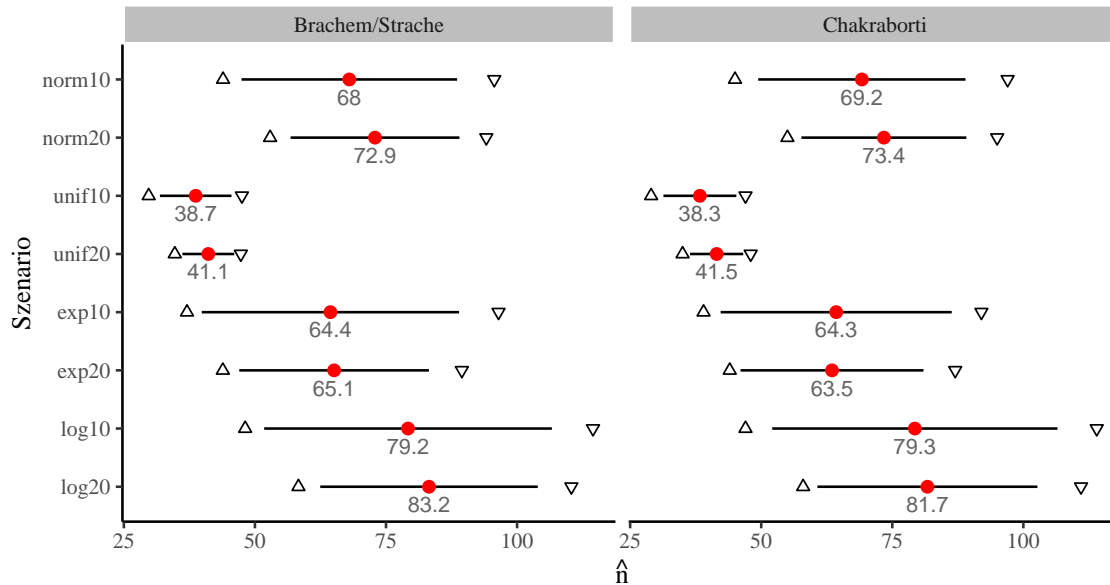 Brachem/Strache
Chakraborti
Szenario
norm10
68
69.2
norm20
72.9
73.4
unif10
38.7
38.3
unif20
41.1
41.5
exp10
64.4
64.3
exp20
65.1
63.5
log10
79.2
79.3
log20
83.2
81.7
25 50 75 100 25 50 75 100
n̂